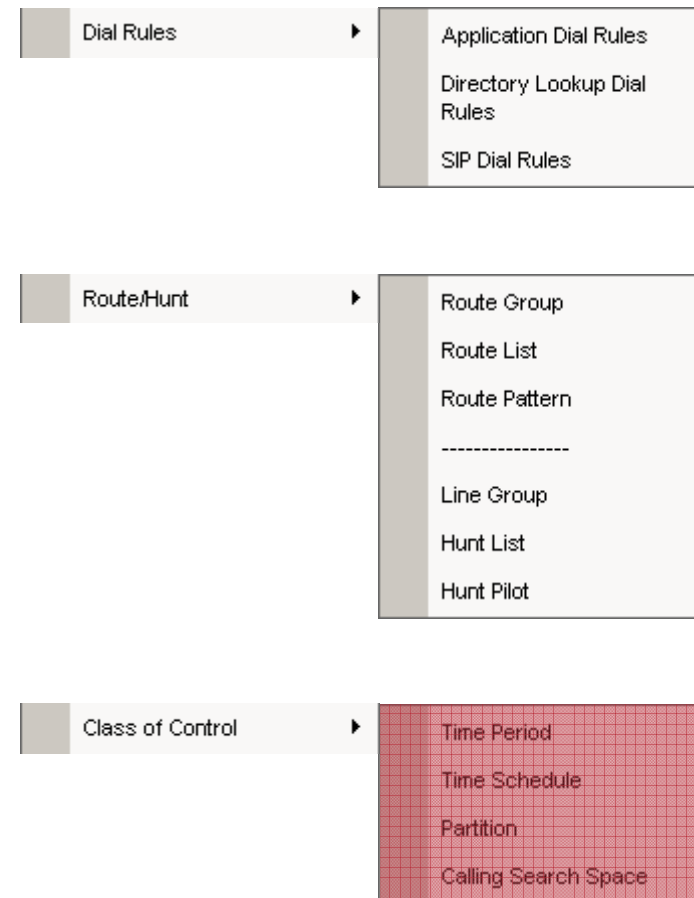 Dial Rules
Application Dial Rules
Directory Lookup Dial
Rules
SIP Dial Rules
Route/Hunt
Route Group
Route List
Route Pattern
----------------
Line Group
Hunt List
Hunt Pilot
Class of Control
Time Period
Time Schedule
Partition
Calling Search Space